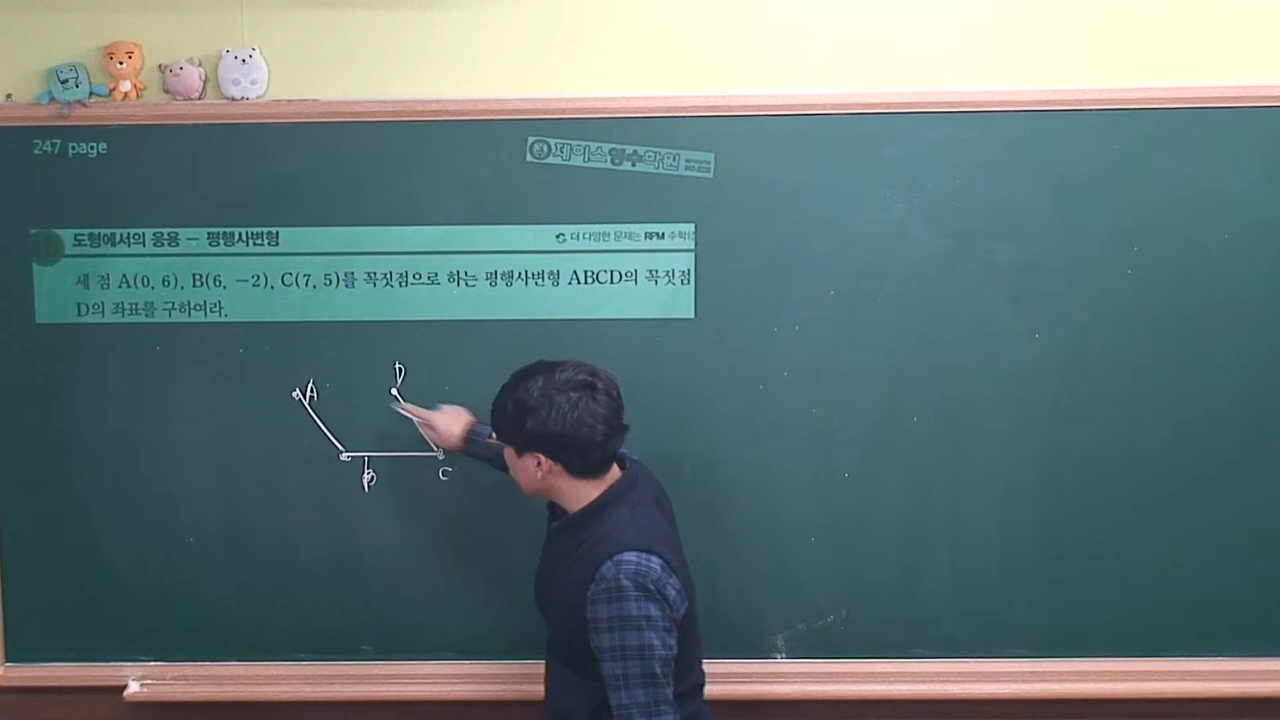 247 page
제이스영수학원
도형에서의 응용 – 평행사변형
더 다양한 문제는 RPM 수학(
세 점 A(0, 6), B(6, −2), C(7, 5)를 꼭짓점으로 하는 평행사변형 ABCD의 꼭짓점
D의 좌표를 구하여라.
A
D
B
C